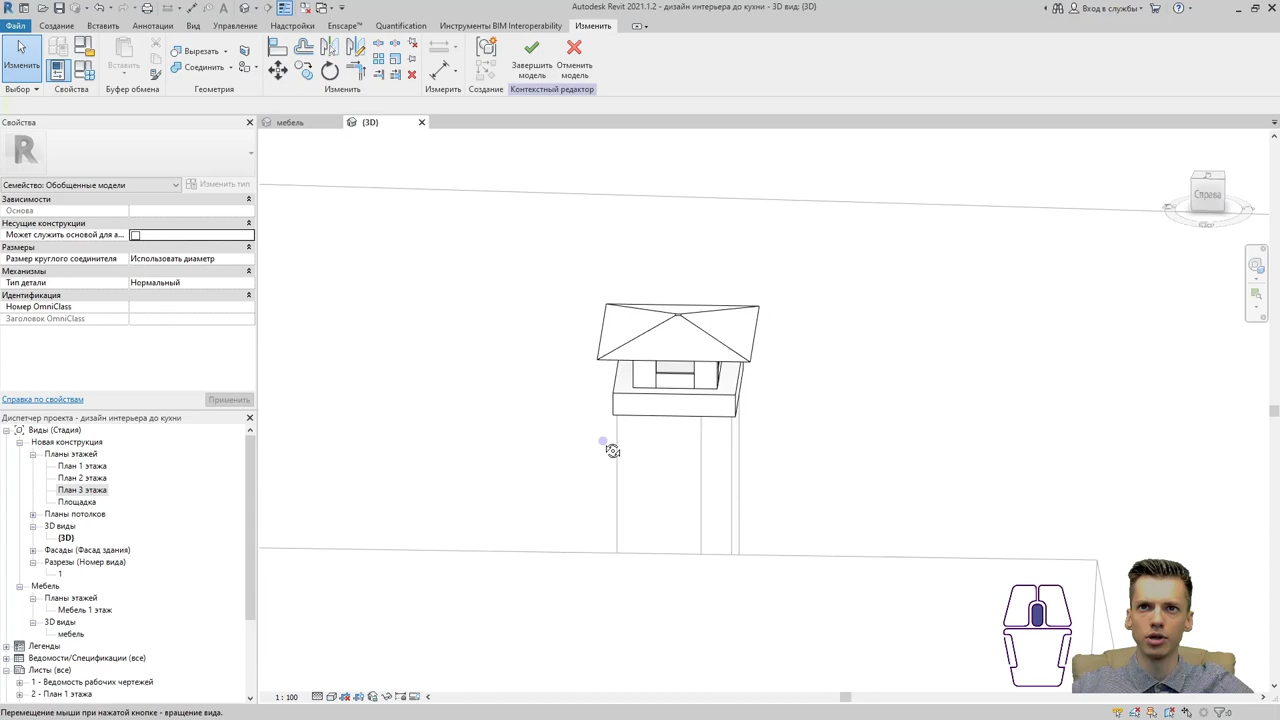 Autodesk Revit 2021.1.2 - дизайн интерьера до кухни - 3D вид: {3D}
Вход в службы
Файл Создание Вставить Аннотации Вид Управление Надстройки Enscape™ Quantification Инструменты BIM Interoperability Изменить
Изменить
Вставить
Вырезать
Соединить
Завершить модель
Отменить модель
Выбор Свойства Буфер обмена Геометрия Изменить Измерить Создание Контекстный редактор
Свойства
мебель
{3D}
Семейство: Обобщенные модели
Изменить тип
Зависимости
Основа
Несущие конструкции
Может служить основой для а...
Размеры
Размер круглого соединителя Использовать диаметр
Механизмы
Тип детали Нормальный
Идентификация
Номер OmniClass
Заголовок OmniClass
Справка по свойствам
Применить
Диспетчер проекта - дизайн интерьера до кухни
Виды (Стадия)
Новая конструкция
Планы этажей
План 1 этажа
План 2 этажа
План 3 этажа
Площадка
Планы потолков
3D виды
{3D}
Фасады (Фасад здания)
Разрезы (Номер вида)
1
Мебель
Планы этажей
Мебель 1 этаж
3D виды
мебель
Легенды
Ведомости/Спецификации (все)
Листы (все)
1 - Ведомость рабочих чертежей
2 - План 1 этажа
Справа
1 : 100
Перемещение мыши при нажатой кнопке - вращение вида.
:0